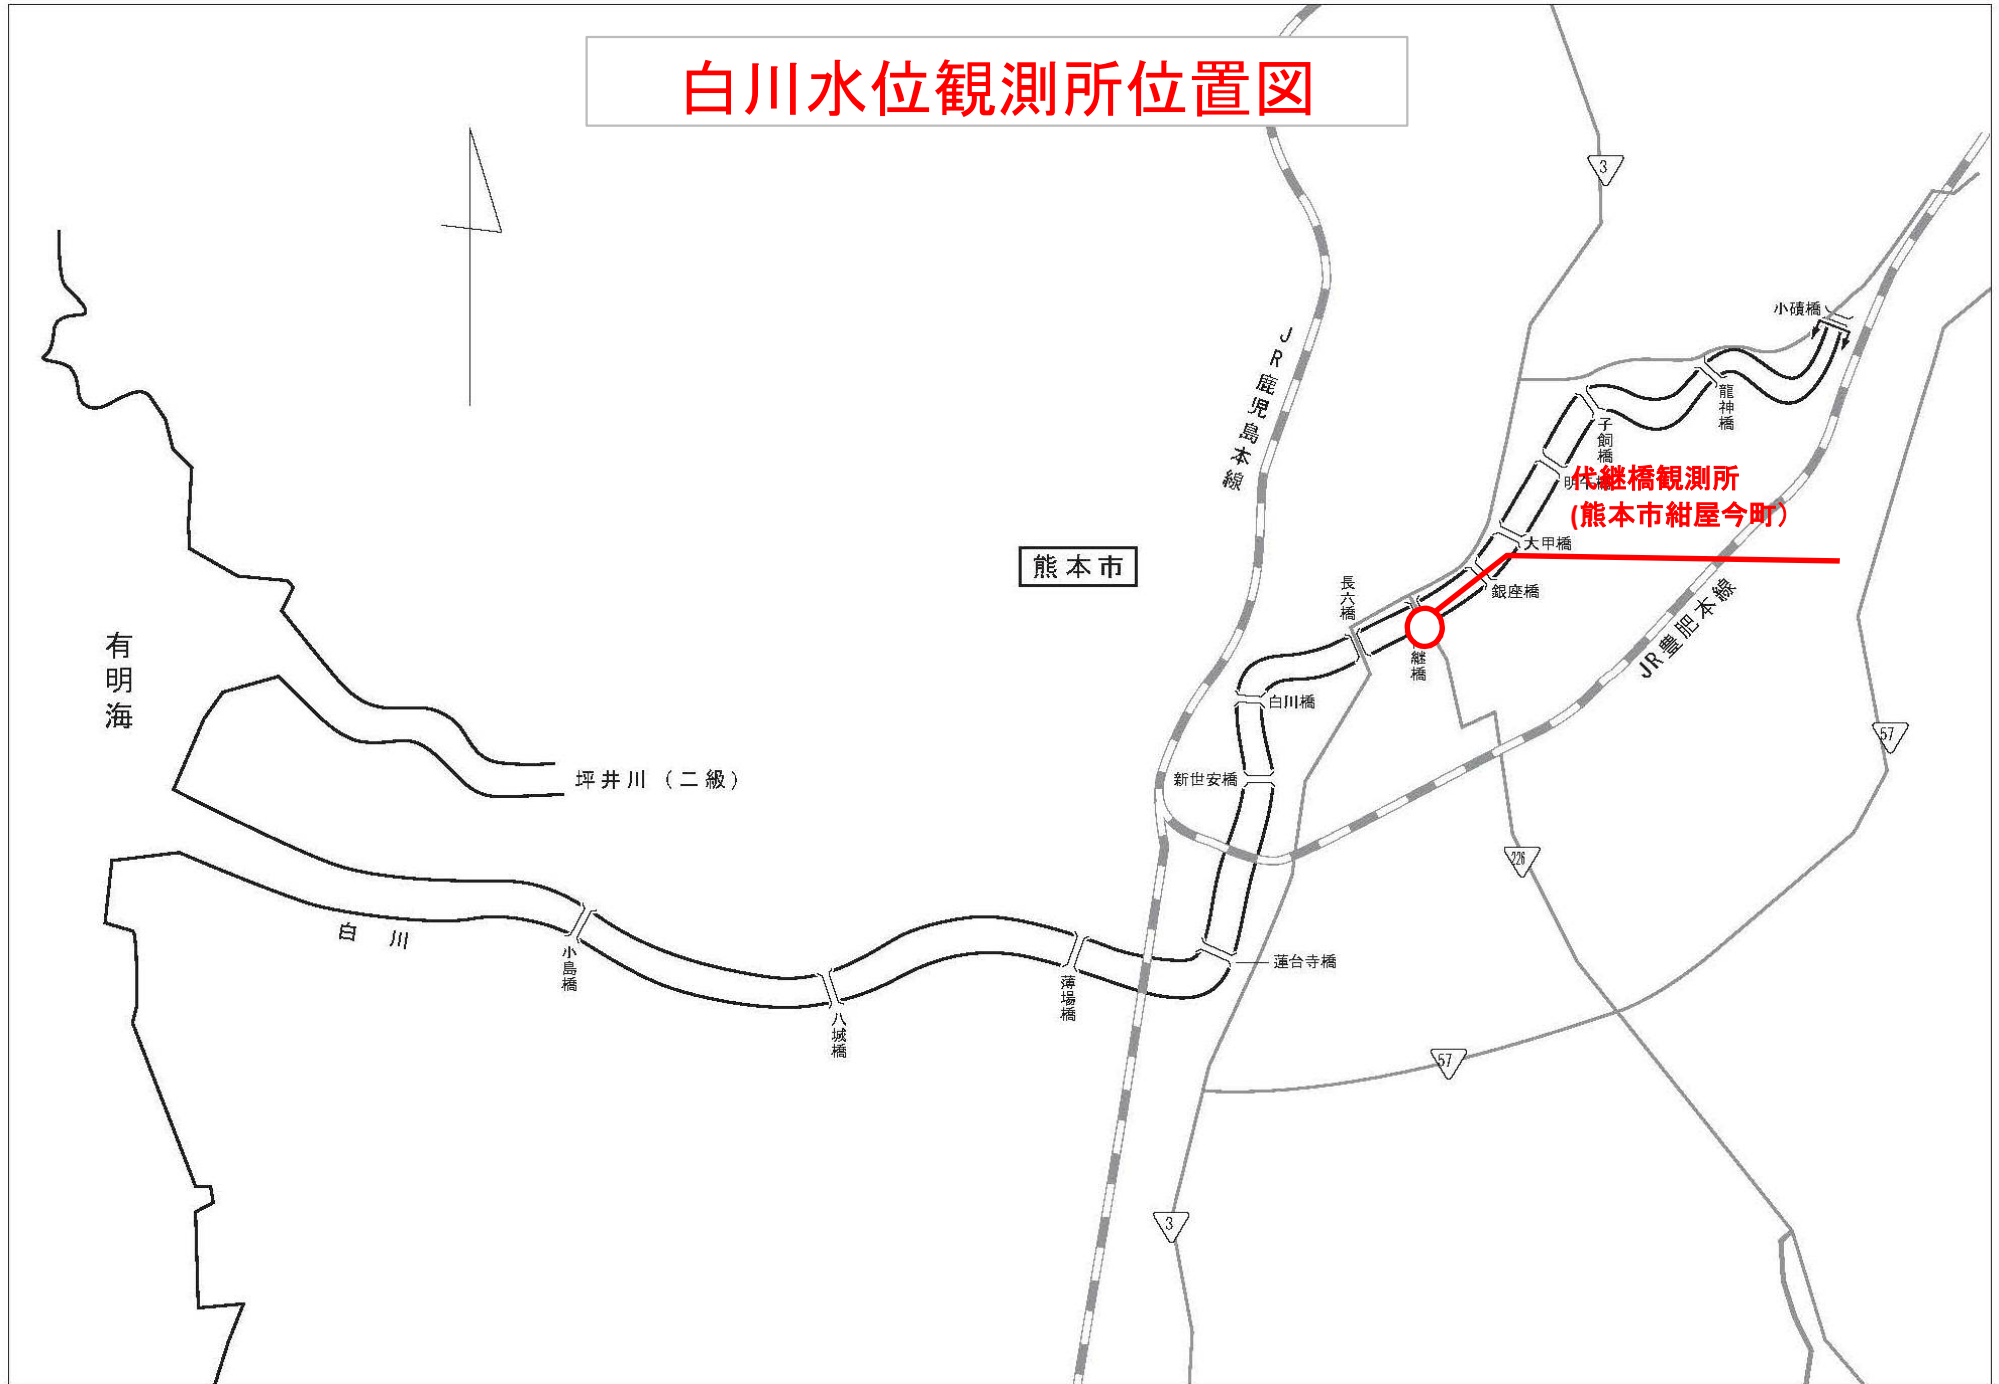 白川水位観測所位置図
3
小磧橋
JR鹿児島本線
龍神橋
子飼橋
代継橋観測所
(熊本市紺屋今町)
大甲橋
熊本市
銀座橋
長六橋
JR豊肥本線
有明海
継橋
白川橋
57
新世安橋
坪井川(二級)
226
白川
小島橋
蓮台寺橋
薄場橋
八城橋
57
3